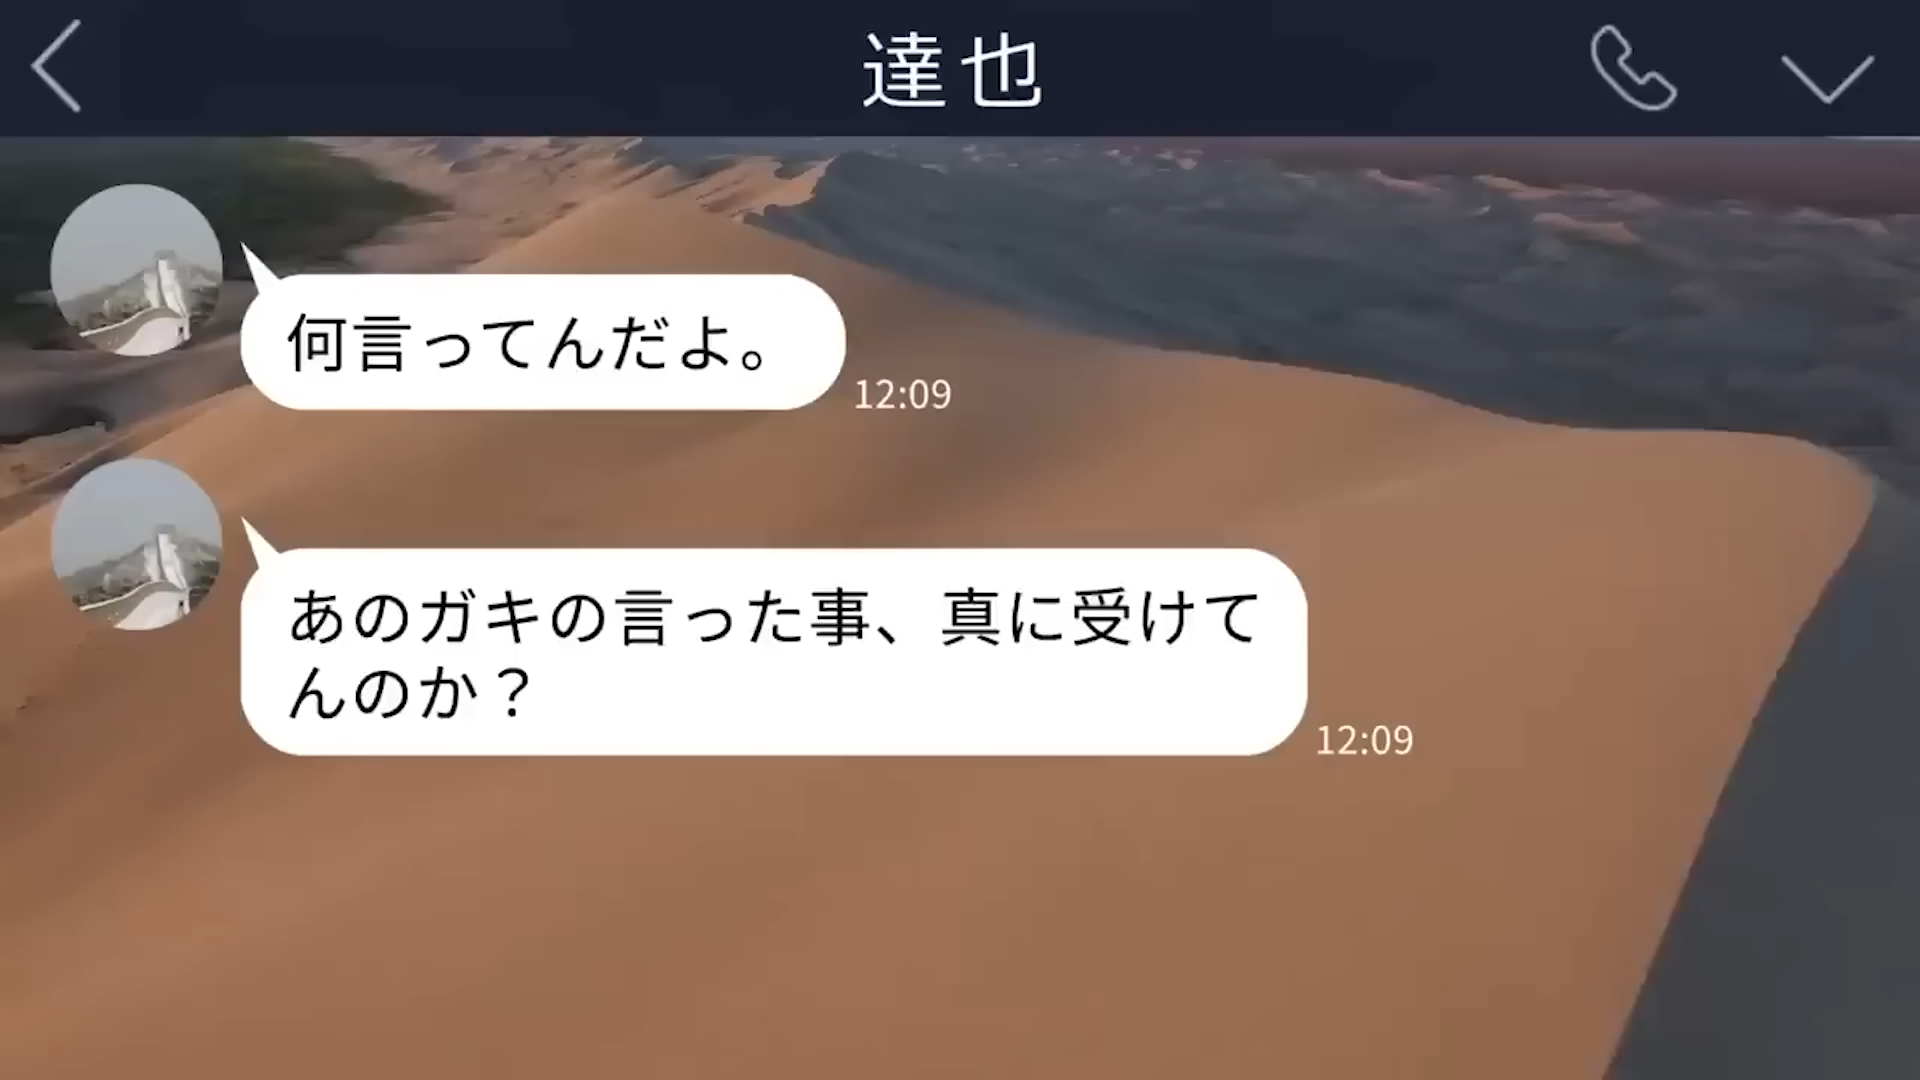 達也
何言ってんだよ。
12:09
あのガキの言った事、真に受けて
んのか？
12:09